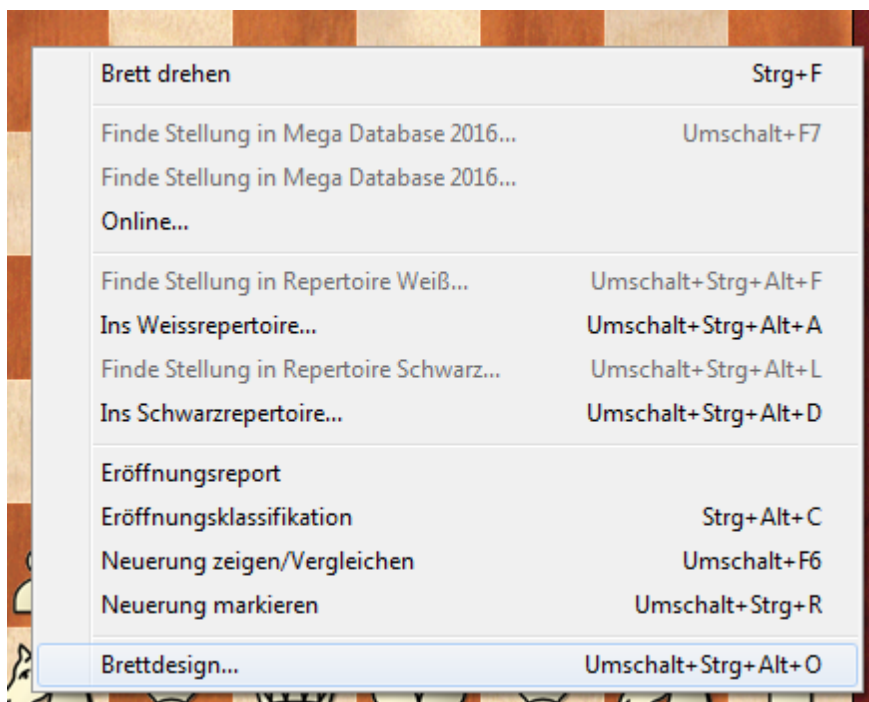 Brett drehen Strg+F
Finde Stellung in Mega Database 2016... Umschalt+F7
Finde Stellung in Mega Database 2016...
Online...
Finde Stellung in Repertoire Weiß... Umschalt+Strg+Alt+F
Ins Weissrepertoire... Umschalt+Strg+Alt+A
Finde Stellung in Repertoire Schwarz... Umschalt+Strg+Alt+L
Ins Schwarzrepertoire... Umschalt+Strg+Alt+D
Eröffnungsreport
Eröffnungsklassifikation Strg+Alt+C
Neuerung zeigen/Vergleichen Umschalt+F6
Neuerung markieren Umschalt+Strg+R
Brettdesign... Umschalt+Strg+Alt+O